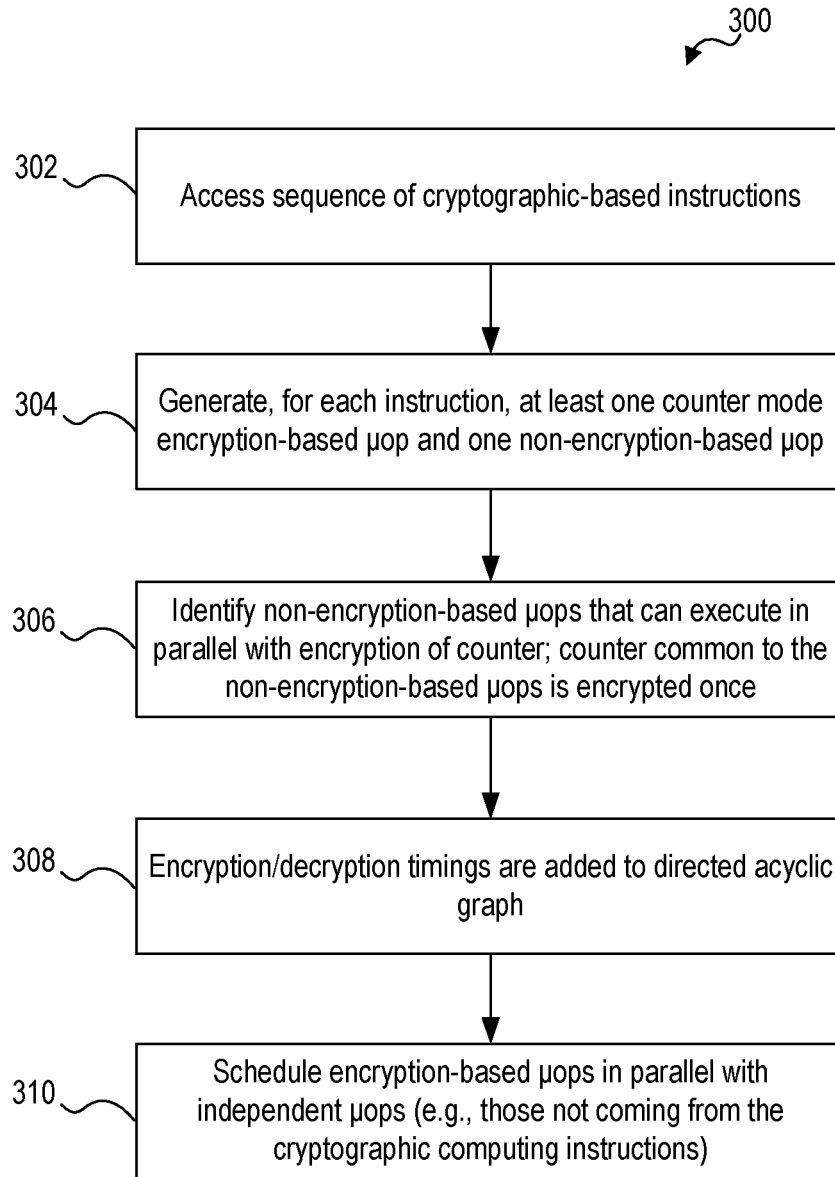 300
302
Access sequence of cryptographic-based instructions
304
Generate, for each instruction, at least one counter mode
encryption-based µop and one non-encryption-based µop
306
Identify non-encryption-based µops that can execute in
parallel with encryption of counter; counter common to the
non-encryption-based µops is encrypted once
308
Encryption/decryption timings are added to directed acyclic
graph
310
Schedule encryption-based µops in parallel with
independent µops (e.g., those not coming from the
cryptographic computing instructions)